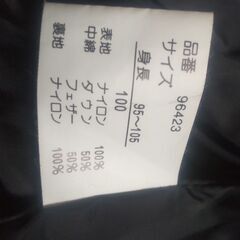 品番 96423
サイズ
身長 95~105
100
表地 ナイロン 100%
中綿 ダウン 50%
フェザー 50%
裏地 ナイロン 100%